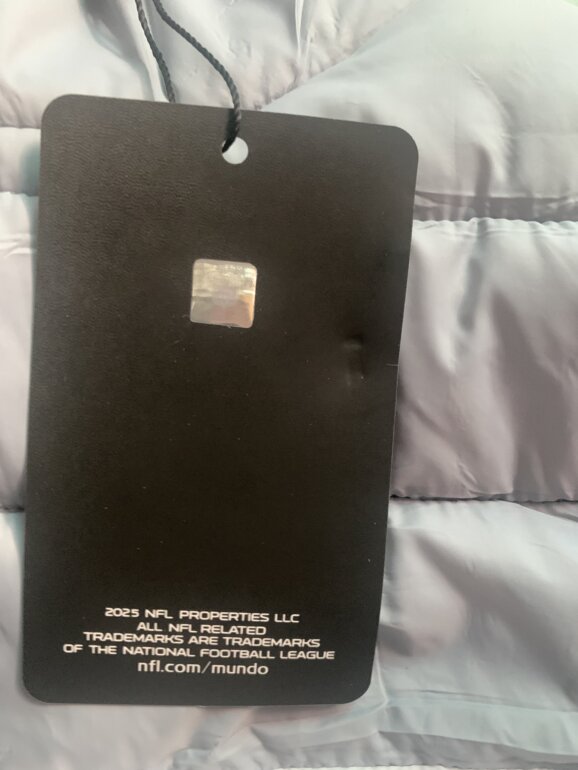 2025 NFL PROPERTIES LLC
ALL NFL RELATED
TRADEMARKS ARE TRADEMARKS
OF THE NATIONAL FOOTBALL LEAGUE
nfl.com/mundo